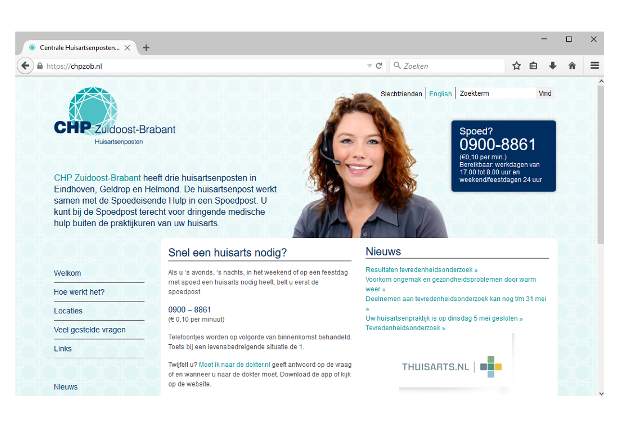 Centrale Huisartsenposten...
https://chpzob.nl
Zoeken
Slechtzienden | English
Zoekterm
Vind
CHP Zuidoost-Brabant
Huisartsenposten
Spoed?
0900-8861
(€0,10 per min.)
Bereikbaar: werkdagen van
17.00 tot 8.00 uur en
weekend/feestdagen 24 uur
CHP Zuidoost-Brabant heeft drie huisartsenposten in
Eindhoven, Geldrop en Helmond. De huisartsenpost werkt
samen met de Spoedeisende Hulp in een Spoedpost. U
kunt bij de Spoedpost terecht voor dringende medische
hulp buiten de praktijkuren van uw huisarts.
Welkom
Hoe werkt het?
Locaties
Veel gestelde vragen
Links
Nieuws
Snel een huisarts nodig?
Als u 's avonds, 's nachts, in het weekend of op een feestdag
met spoed een huisarts nodig heeft, belt u eerst de
spoedpost
0900 – 8861
(€ 0,10 per minuut)
Telefoontjes worden op volgorde van binnenkomst behandeld.
Toets bij een levensbedreigende situatie de 1.
Twijfelt u? Moet ik naar de dokter.nl geeft antwoord op de vraag
of en wanneer u naar de dokter moet. Download de app of kijk
op de website.
Nieuws
Resultaten tevredenheidsonderzoek »
Voorkom ongemak en gezondheidsproblemen door warm
weer »
Deelnemen aan tevredenheidsonderzoek kan nog t/m 31 mei
»
Uw huisartsenpraktijk is op dinsdag 5 mei gesloten »
Tevredenheidsonderzoek »
THUISARTS.NL